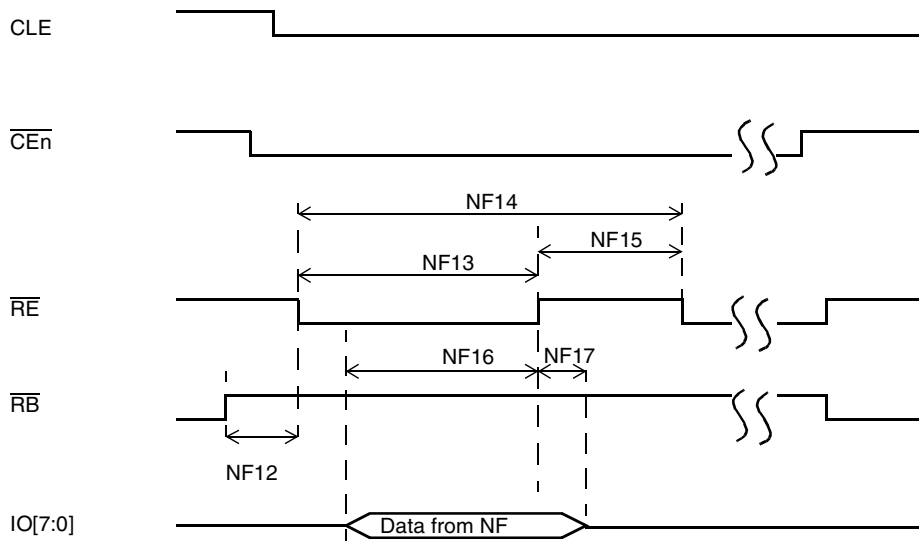 CLE
CEn
NF14
NF15
NF13
RE
NF16
NF17
RB
NF12
IO[7:0]
Data from NF